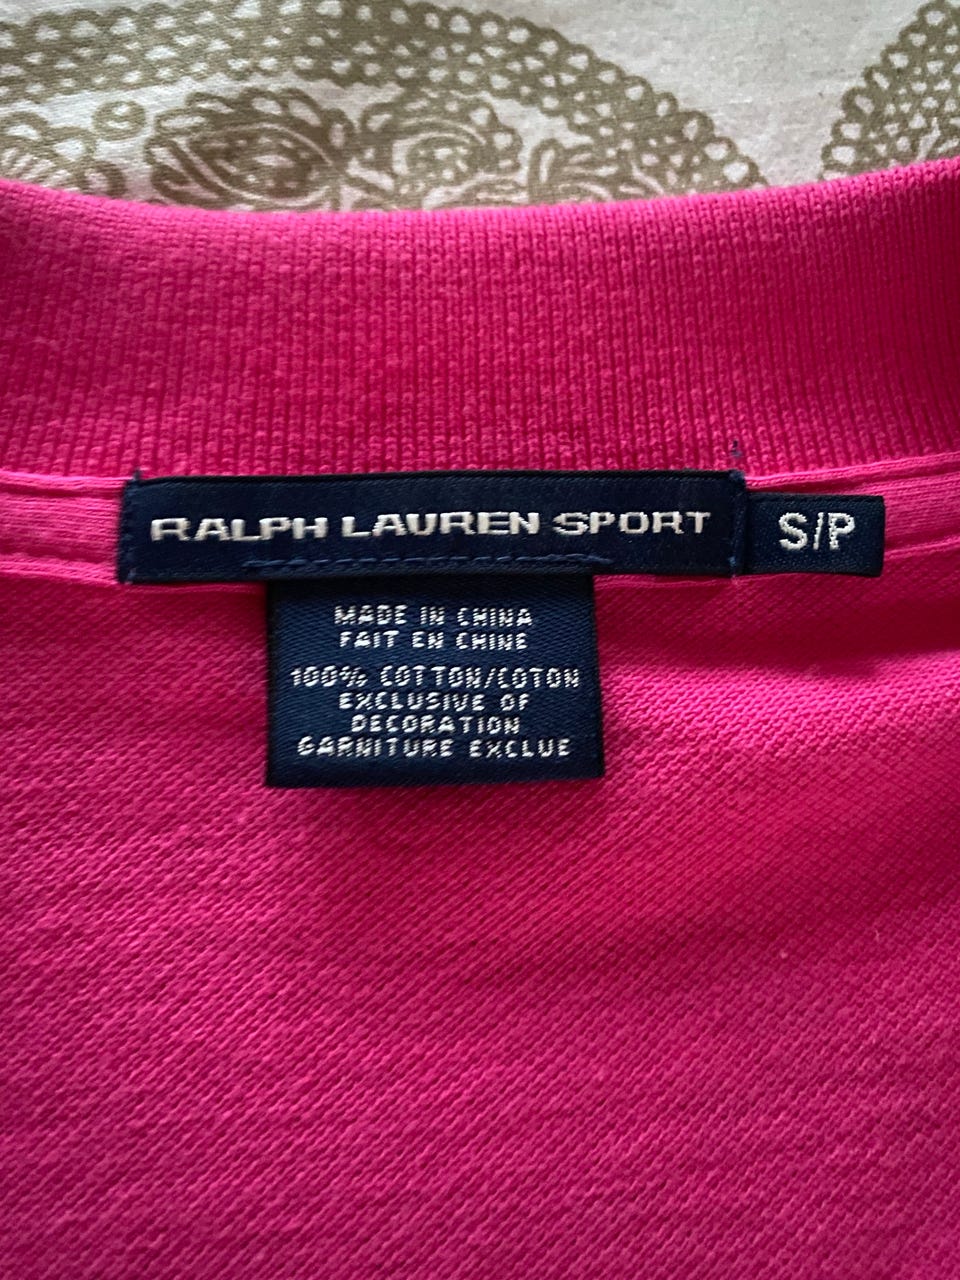 RALPH LAUREN SPORT
S/P
MADE IN CHINA
FAIT EN CHINE
100% COTTON/COTON
EXCLUSIVE OF
DECORATION
GARNITURE EXCLUE